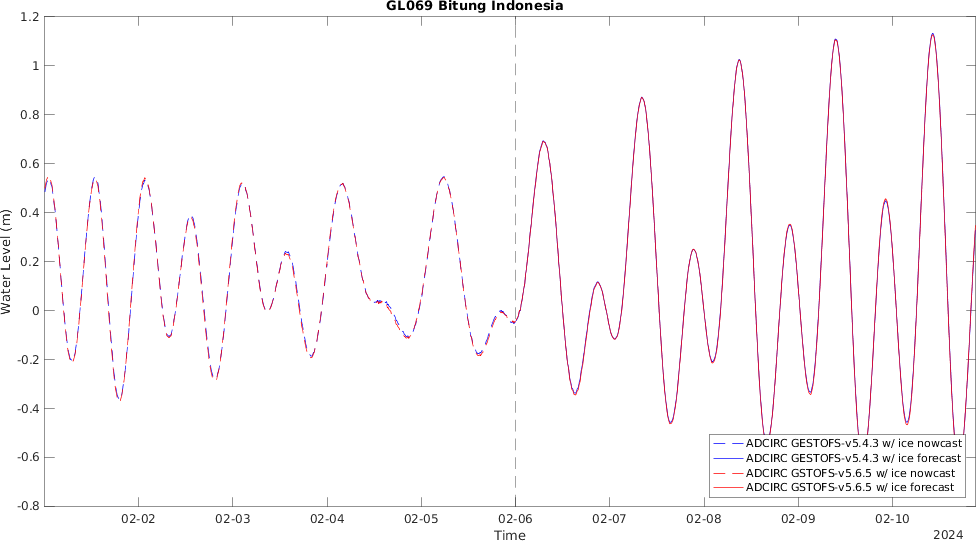 GL069 Bitung Indonesia
1.2
1
0.8
0.6
0.4
0.2
0
-0.2
-0.4
-0.6
-0.8
Water Level (m)
ADCIRC GESTOFS-v5.4.3 w/ ice nowcast
ADCIRC GESTOFS-v5.4.3 w/ ice forecast
ADCIRC GSTOFS-v5.6.5 w/ ice nowcast
ADCIRC GSTOFS-v5.6.5 w/ ice forecast
02-02 02-03 02-04 02-05 02-06 02-07 02-08 02-09 02-10
Time
2024